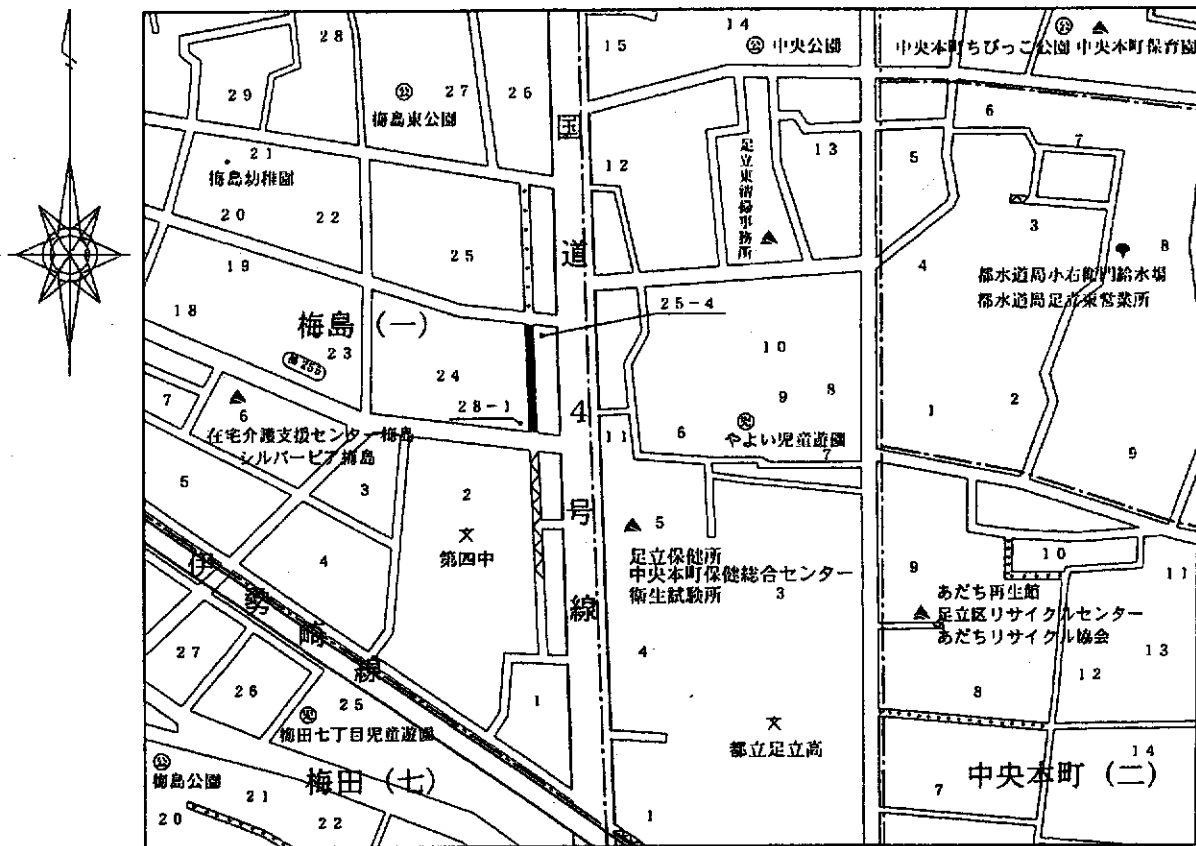 28
15
14
中央公園
中央本町ちびっこ公園 中央本町保育園
29
27
26
梅島東公園
国
6
7
21
梅島幼稚園
12
足立東清掃事務所
13
5
20
22
25
道
3
19
4
8
都水道局小右衛門給水場
都水道局足立東営業所
18
梅島 (一)
25-4
23
10
24
9
8
7
6
28-1
4
1
2
在宅介護支援センター梅島
シルバーピア梅島
11
6
やよい児童遊園
7
9
5
3
2
号
文
第四中
5
足立保健所
中央本町保健総合センター
衛生試験所
3
4
9
10
11
あだち再生館
足立区リサイクルセンター
あだちリサイクル協会
伊勢崎線
線
27
4
13
12
26
25
1
8
梅田七丁目児童遊園
文
都立足立高
14
梅島公園
梅田 (七)
中央本町 (二)
21
7
20
22
1